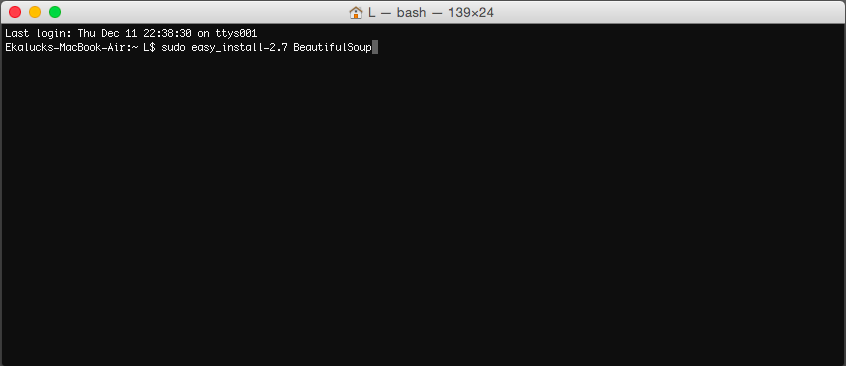 L — bash — 139×24
Last login: Thu Dec 11 22:38:30 on ttys001
Ekalucks-MacBook-Air:~ L$ sudo easy_install-2.7 BeautifulSoup